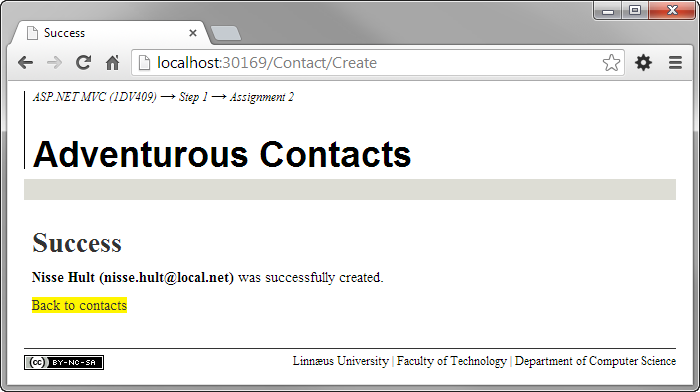 Success
localhost:30169/Contact/Create
ASP.NET MVC (1DV409) → Step 1 → Assignment 2
Adventurous Contacts
Success
Nisse Hult (nisse.hult@local.net) was successfully created.
Back to contacts
(cc) BY-NC-SA
Linnæus University | Faculty of Technology | Department of Computer Science